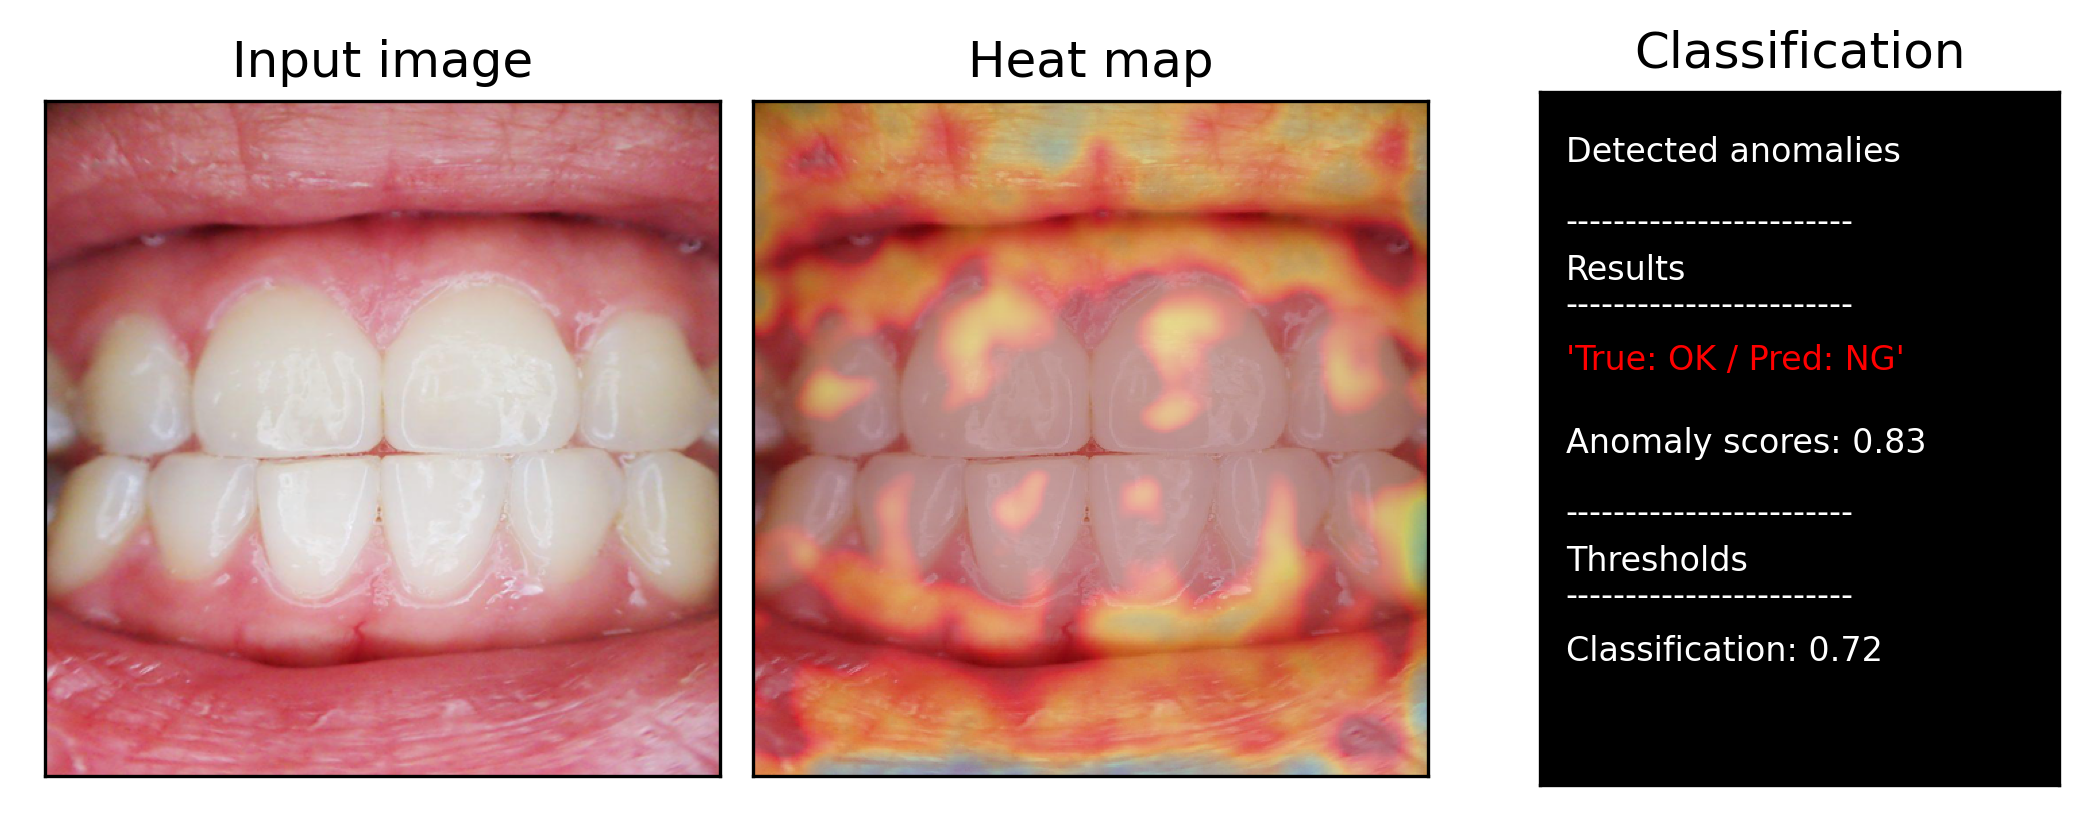 Input image
Heat map
Classification
Detected anomalies
------------------------
Results
------------------------
'True: OK / Pred: NG'
Anomaly scores: 0.83
------------------------
Thresholds
------------------------
Classification: 0.72